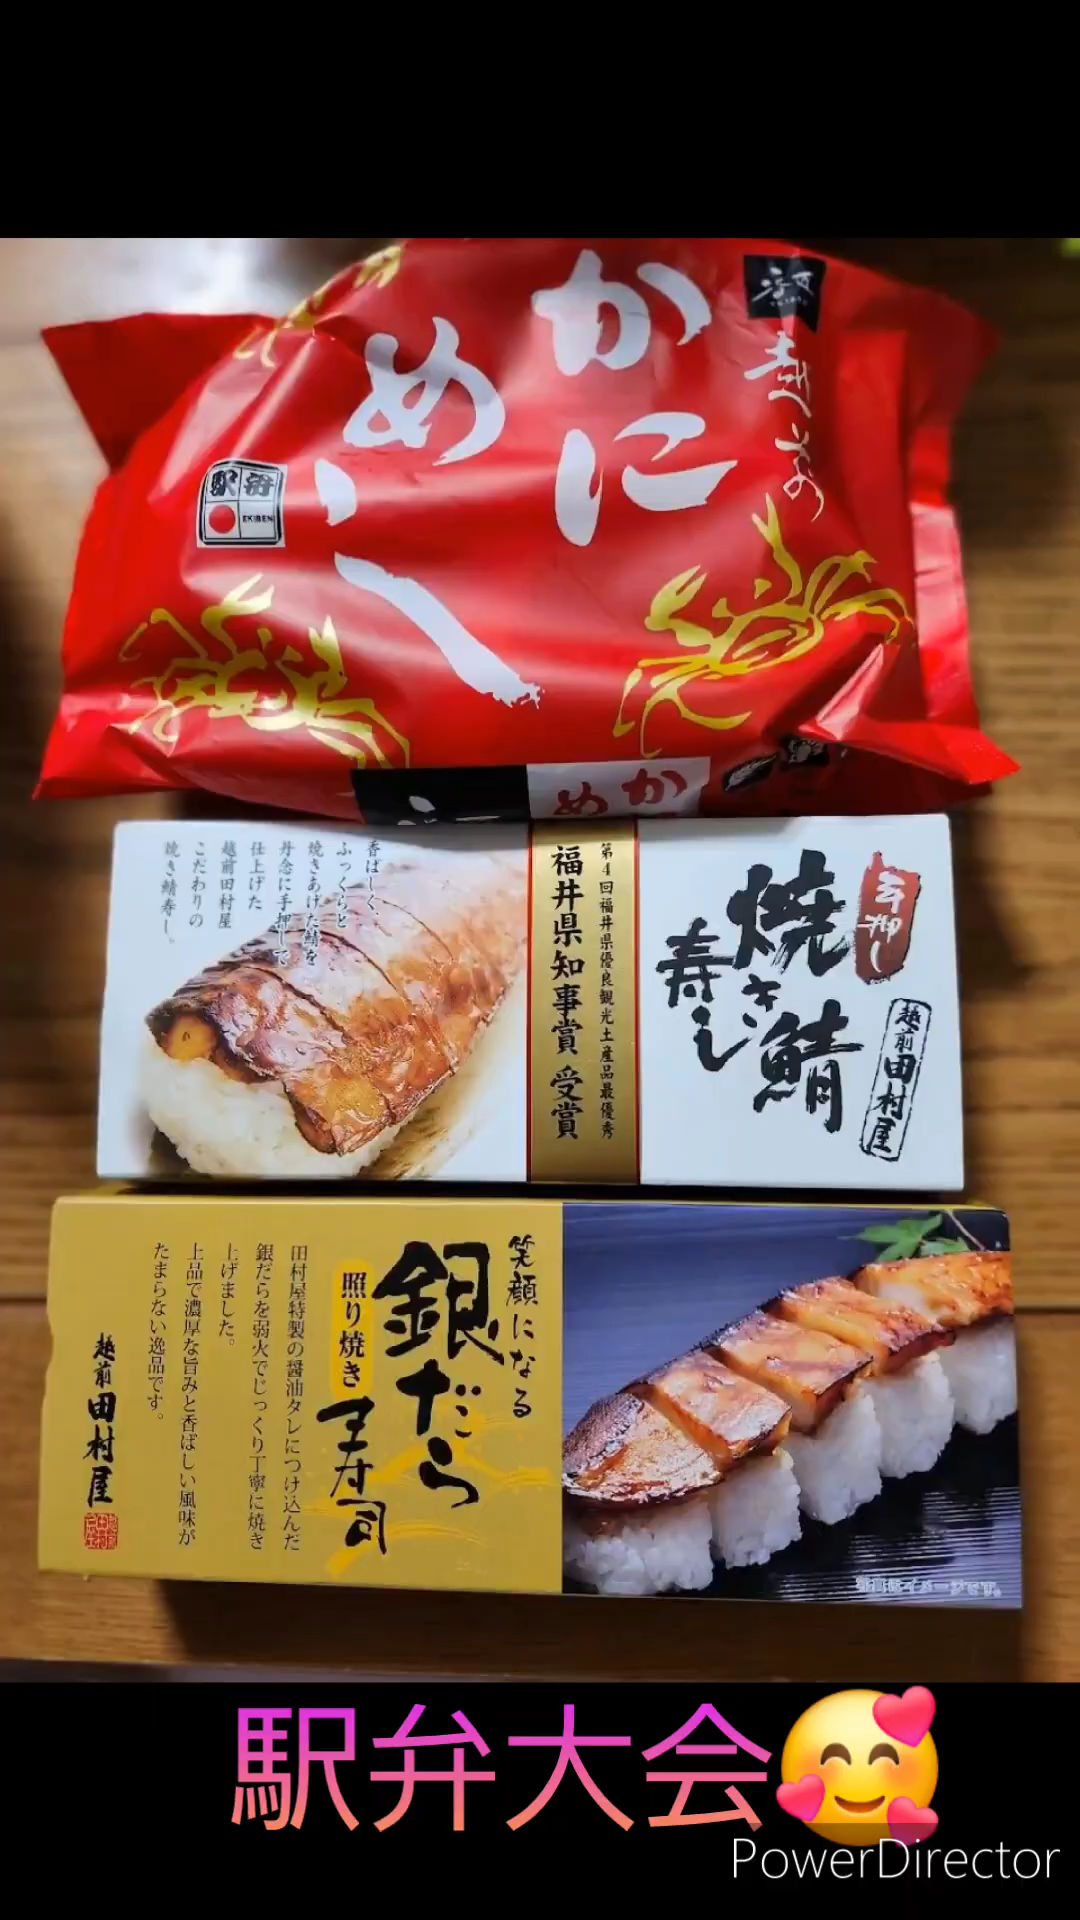 越前
かに
めし
駅弁
EKIBEN
かに
め
手押し
焼き鯖
寿し
越前田村屋
第4回福井県優良観光土産品最優秀
福井県知事賞 受賞
香ばしく、
ふっくらと
焼きあげた鯖を
丹念に手押しで
仕上げた
越前田村屋
こだわりの
焼き鯖寿し。
笑顔になる
銀だら
照り焼き
寿司
田村屋特製の醤油タレにつけ込んだ
銀だらを弱火でじっくり丁寧に焼き
上げました。
上品で濃厚な旨みと香ばしい風味が
たまらない逸品です。
越前田村屋
駅弁大会🥰
PowerDirector